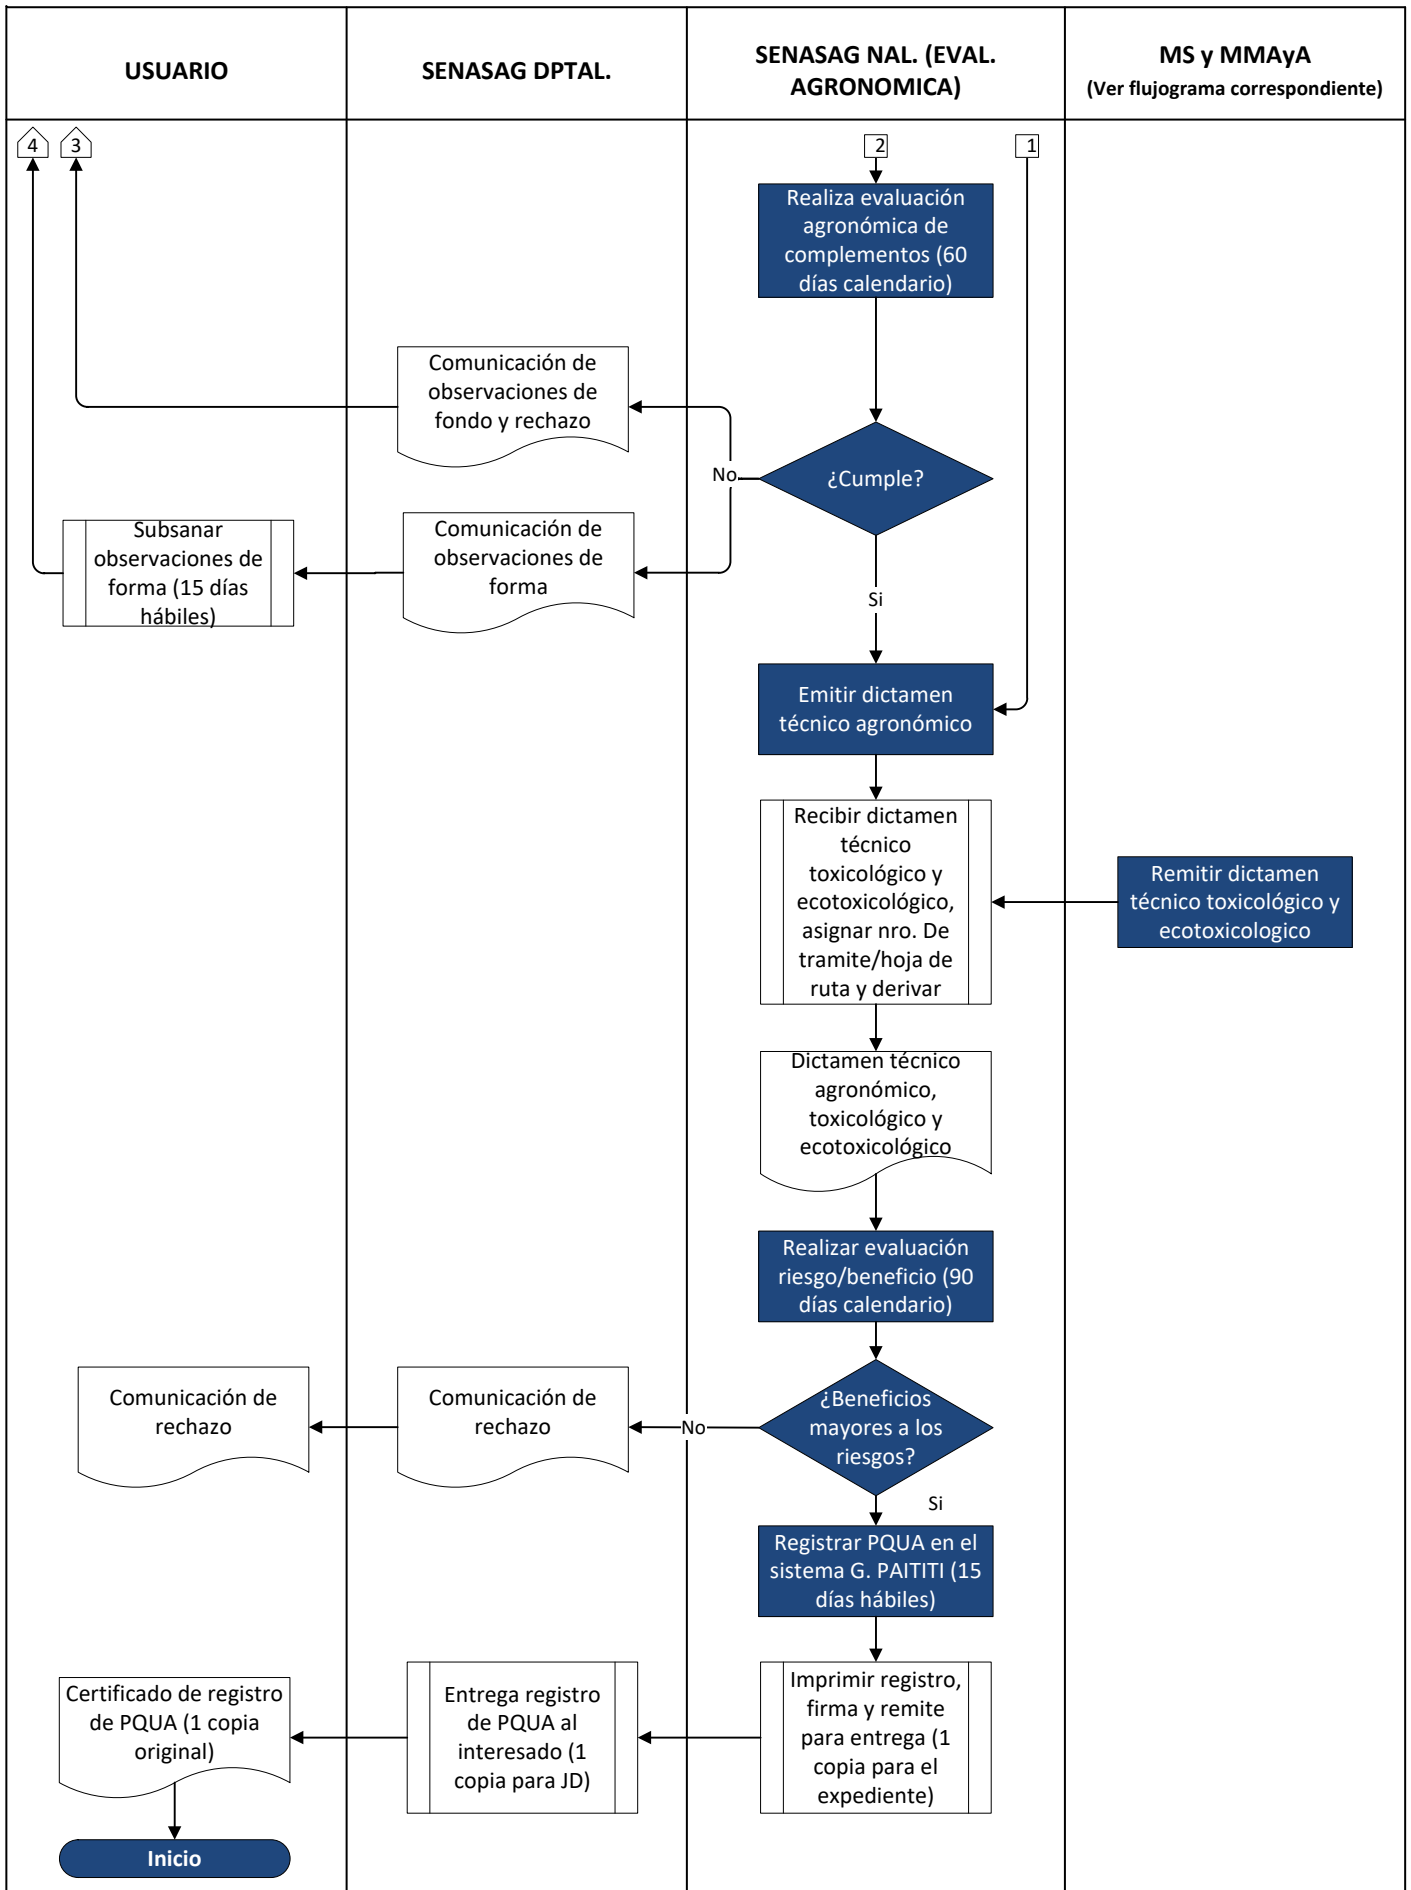 USUARIO
SENASAG DPTAL.
SENASAG NAL. (EVAL.
AGRONOMICA)
MS y MMAyA
(Ver flujograma correspondiente)
4
3
2
1
Realiza evaluación
agronómica de
complementos (60
días calendario)
Comunicación de
observaciones de
fondo y rechazo
No
¿Cumple?
Subsanar
observaciones de
forma (15 días
hábiles)
Comunicación de
observaciones de
forma
Si
Emitir dictamen
técnico agronómico
Recibir dictamen
técnico
toxicológico y
ecotoxicológico,
asignar nro. De
tramite/hoja de
ruta y derivar
Remitir dictamen
técnico toxicológico y
ecotoxicologico
Dictamen técnico
agronómico,
toxicológico y
ecotoxicológico
Realizar evaluación
riesgo/beneficio (90
días calendario)
Comunicación de
rechazo
Comunicación de
rechazo
No
¿Beneficios
mayores a los
riesgos?
Si
Registrar PQUA en el
sistema G. PAITITI (15
días hábiles)
Certificado de registro
de PQUA (1 copia
original)
Entrega registro
de PQUA al
interesado (1
copia para JD)
Imprimir registro,
firma y remite
para entrega (1
copia para el
expediente)
Inicio